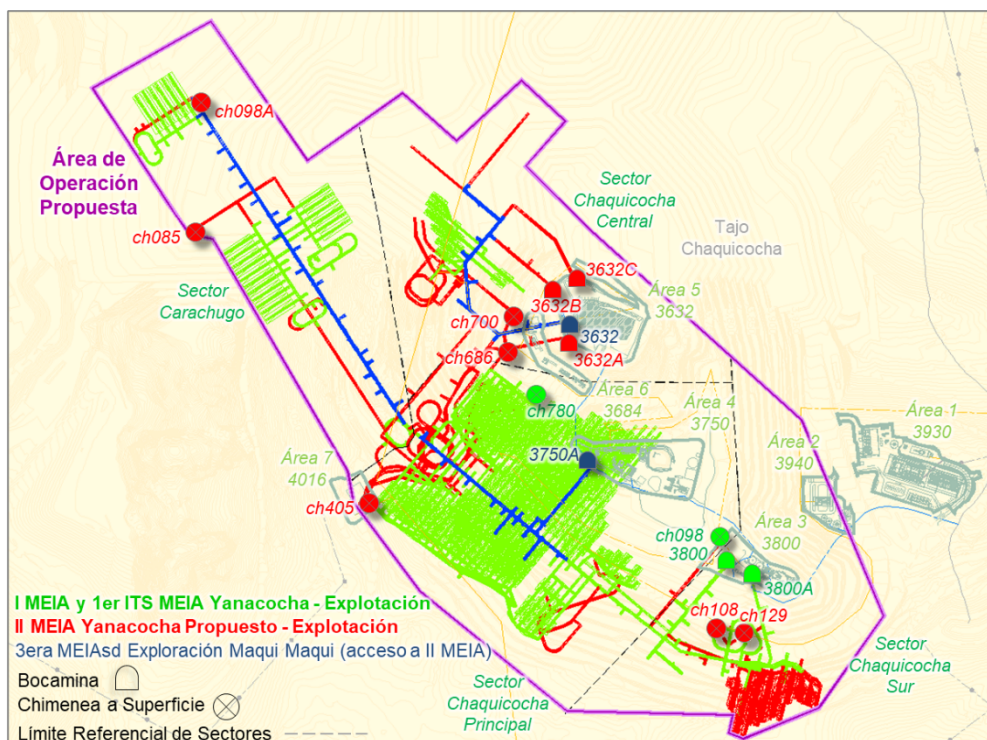 ch098A
Área de
Operación
Propuesta
ch085
Sector
Carachugo
Sector
Chaquicocha
Central
Tajo
Chaquicocha
3632C
3632B
Área 5
3632
ch700
3632
ch686
3632A
ch780
Área 6
3684
Área 4
3750
3750A
Área 7
4016
ch405
Área 2
3940
Área 1
3930
ch098
3800
Área 3
3800
3800A
ch108
ch129
Sector
Chaquicocha
Principal
Sector
Chaquicocha
Sur
I MEIA y 1er ITS MEIA Yanacocha - Explotación
II MEIA Yanacocha Propuesto - Explotación
3era MEIAsd Exploración Maqui Maqui (acceso a II MEIA)
Bocamina
Chimenea a Superficie
Límite Referencial de Sectores